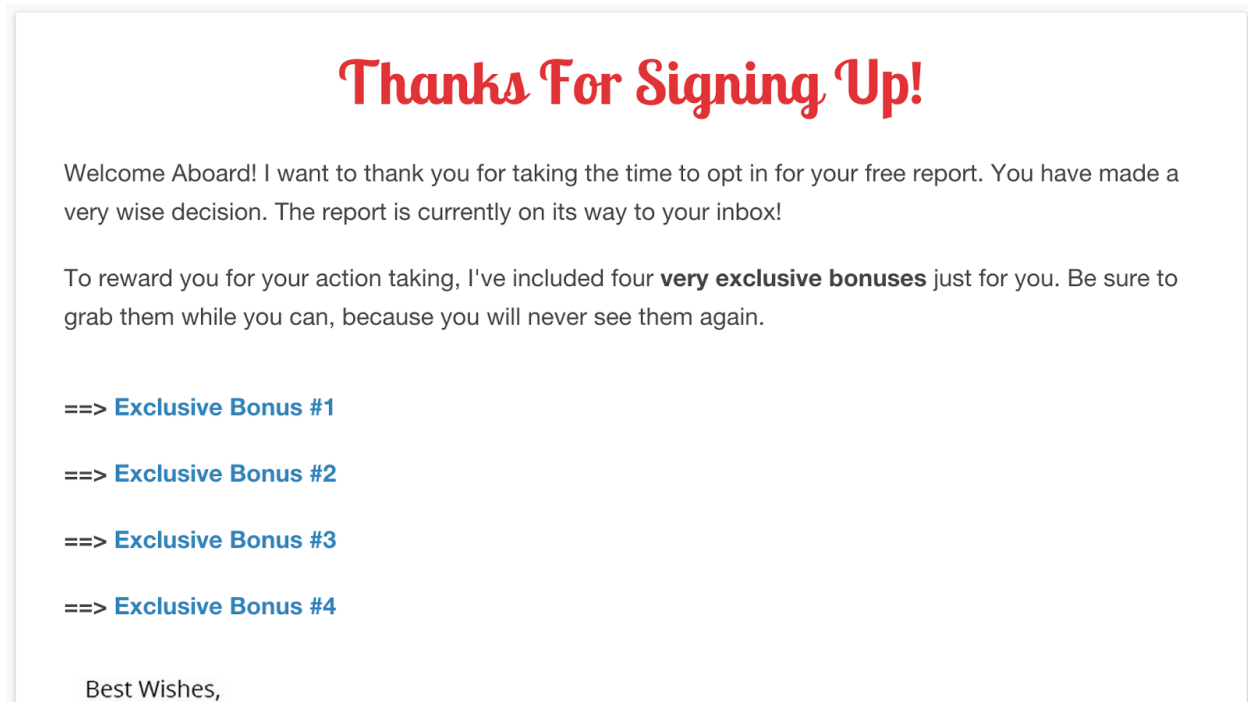 Thanks For Signing Up!
Welcome Aboard! I want to thank you for taking the time to opt in for your free report. You have made a
very wise decision. The report is currently on its way to your inbox!
To reward you for your action taking, I've included four very exclusive bonuses just for you. Be sure to
grab them while you can, because you will never see them again.
==> Exclusive Bonus #1
==> Exclusive Bonus #2
==> Exclusive Bonus #3
==> Exclusive Bonus #4
Best Wishes,